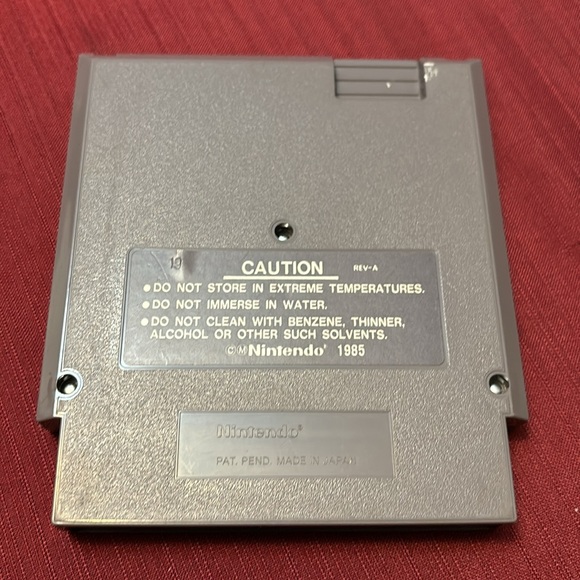 19
CAUTION REV-A
● DO NOT STORE IN EXTREME TEMPERATURES.
● DO NOT IMMERSE IN WATER.
● DO NOT CLEAN WITH BENZENE, THINNER,
ALCOHOL OR OTHER SUCH SOLVENTS.
©Ⓜ Nintendo® 1985
Nintendo®
PAT. PEND. MADE IN JAPAN